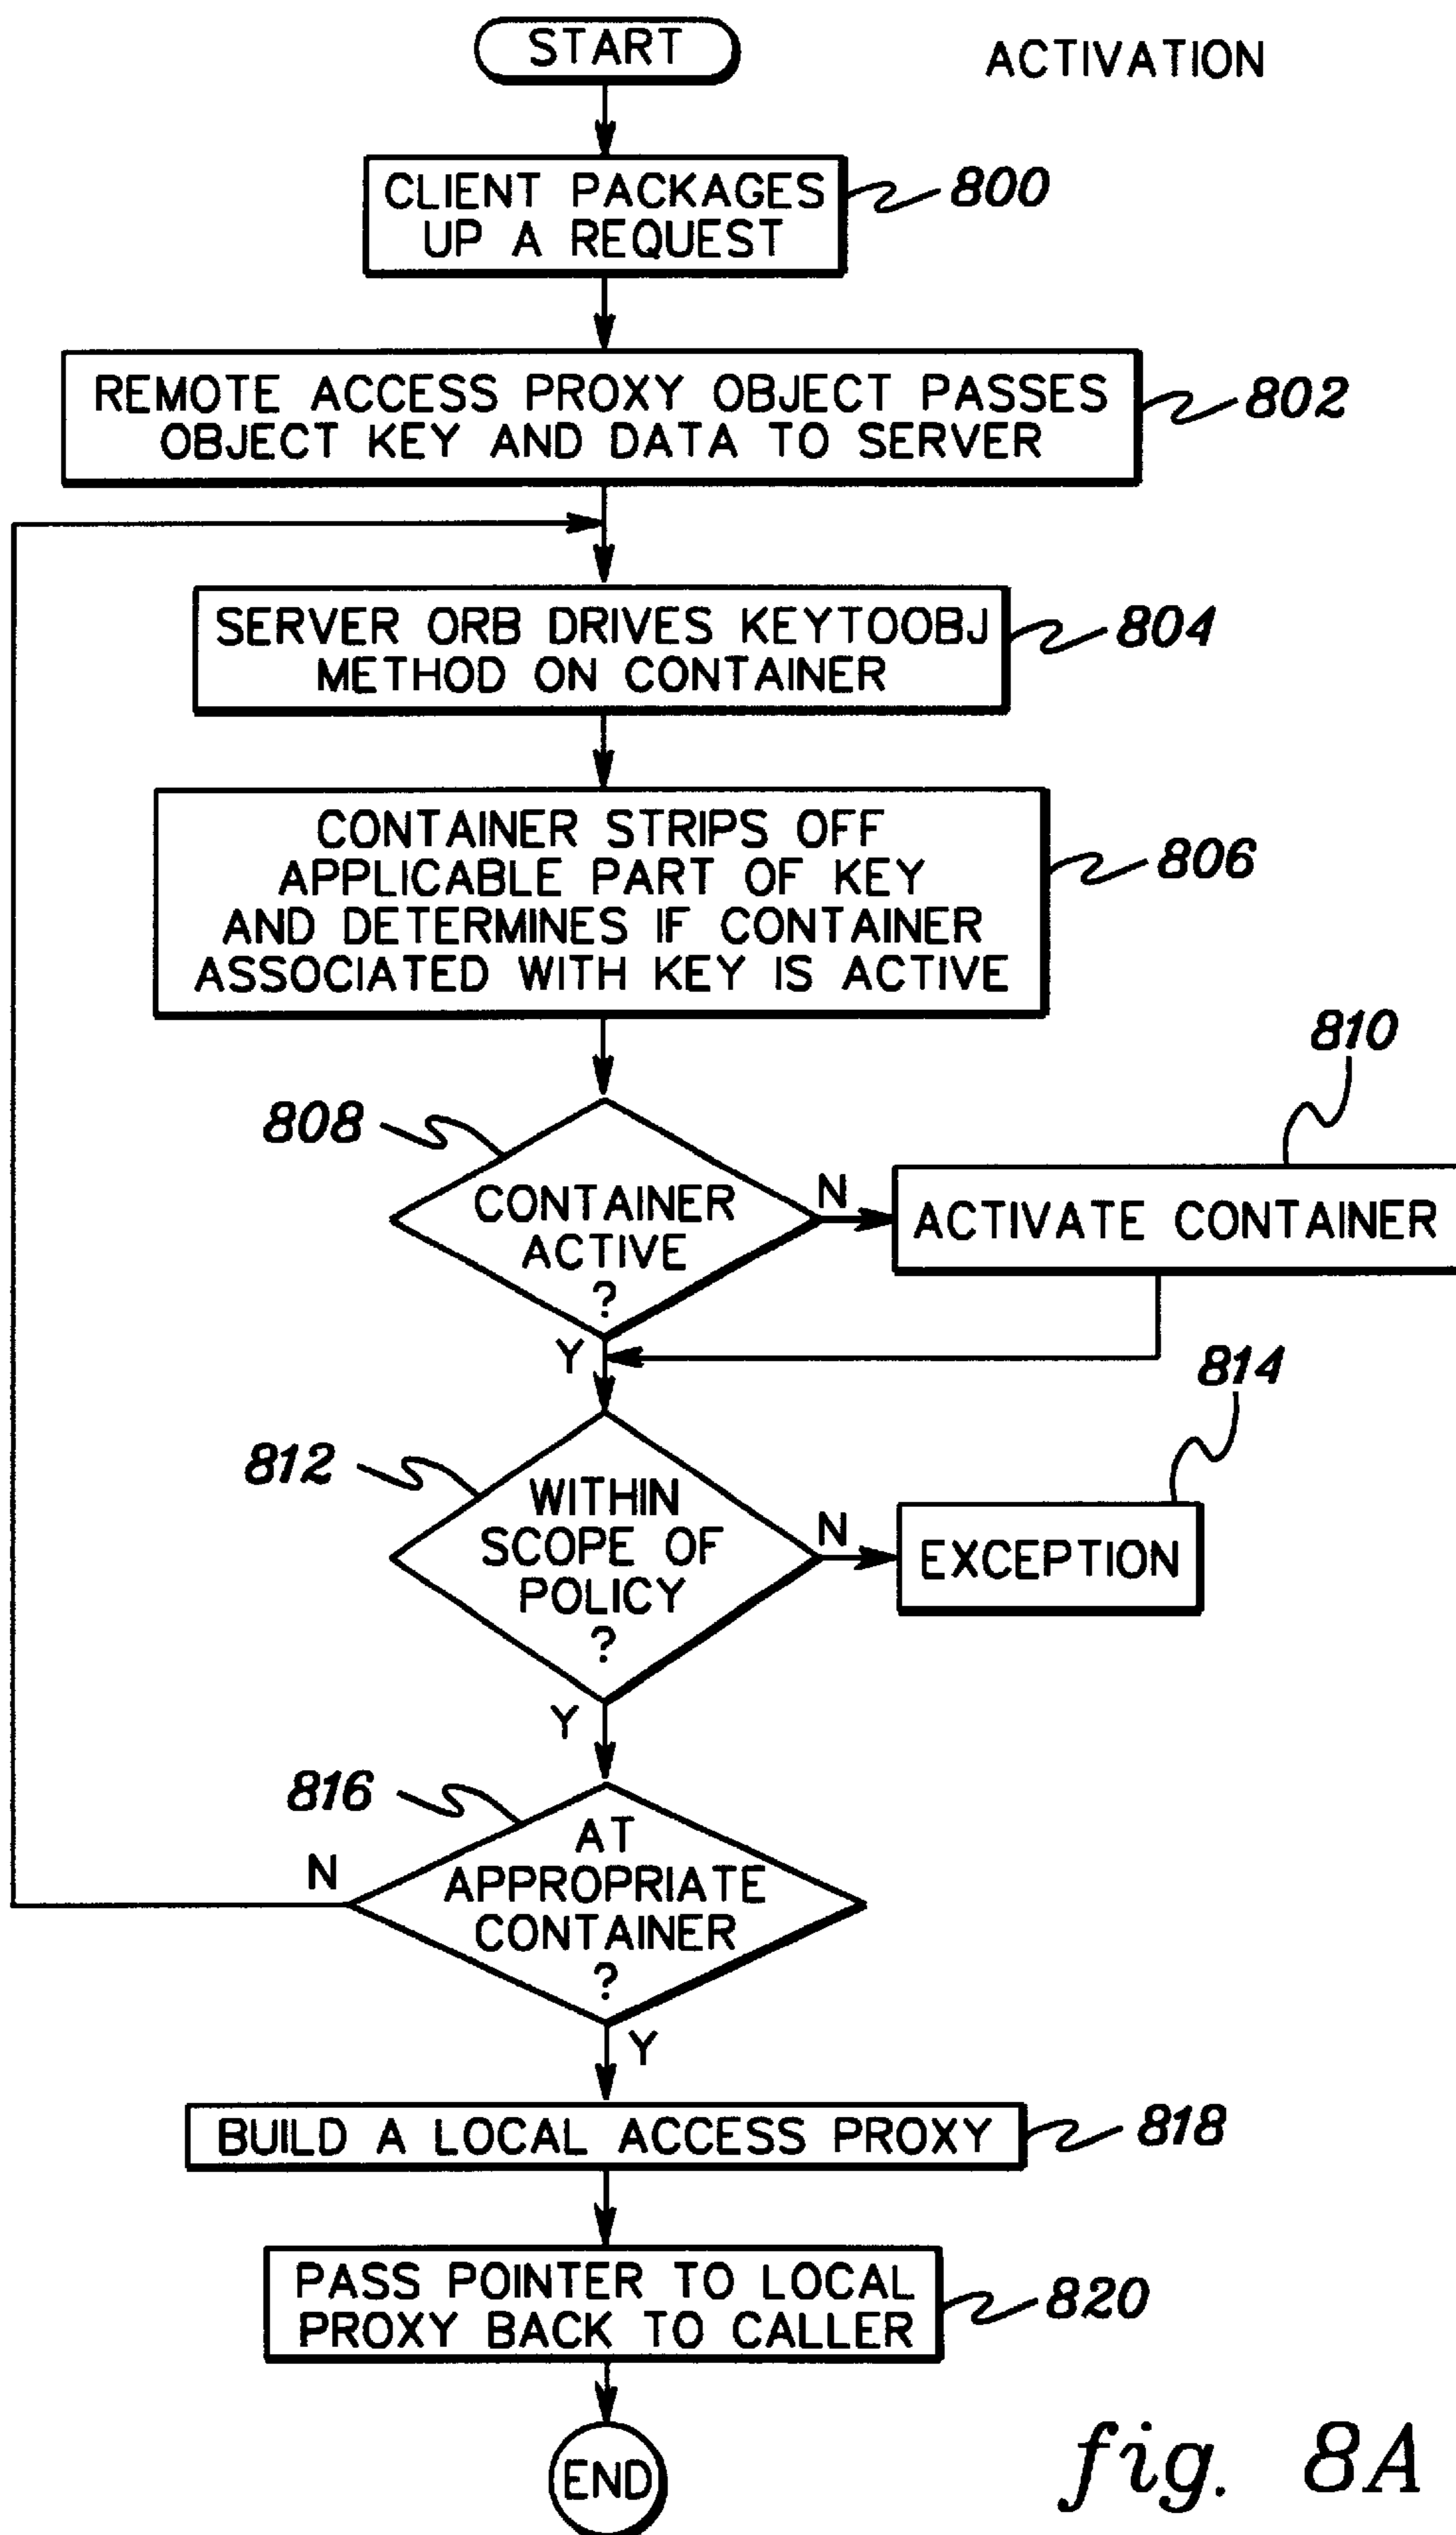 START
ACTIVATION
CLIENT PACKAGES
UP A REQUEST
800
REMOTE ACCESS PROXY OBJECT PASSES
OBJECT KEY AND DATA TO SERVER
802
SERVER ORB DRIVES KEYTOOBJ
METHOD ON CONTAINER
804
CONTAINER STRIPS OFF
APPLICABLE PART OF KEY
AND DETERMINES IF CONTAINER
ASSOCIATED WITH KEY IS ACTIVE
806
808
CONTAINER
ACTIVE
?
N
810
ACTIVATE CONTAINER
Y
812
WITHIN
SCOPE OF
POLICY
?
N
814
EXCEPTION
Y
816
AT
APPROPRIATE
CONTAINER
?
N
Y
BUILD A LOCAL ACCESS PROXY
818
PASS POINTER TO LOCAL
PROXY BACK TO CALLER
820
END
fig. 8A